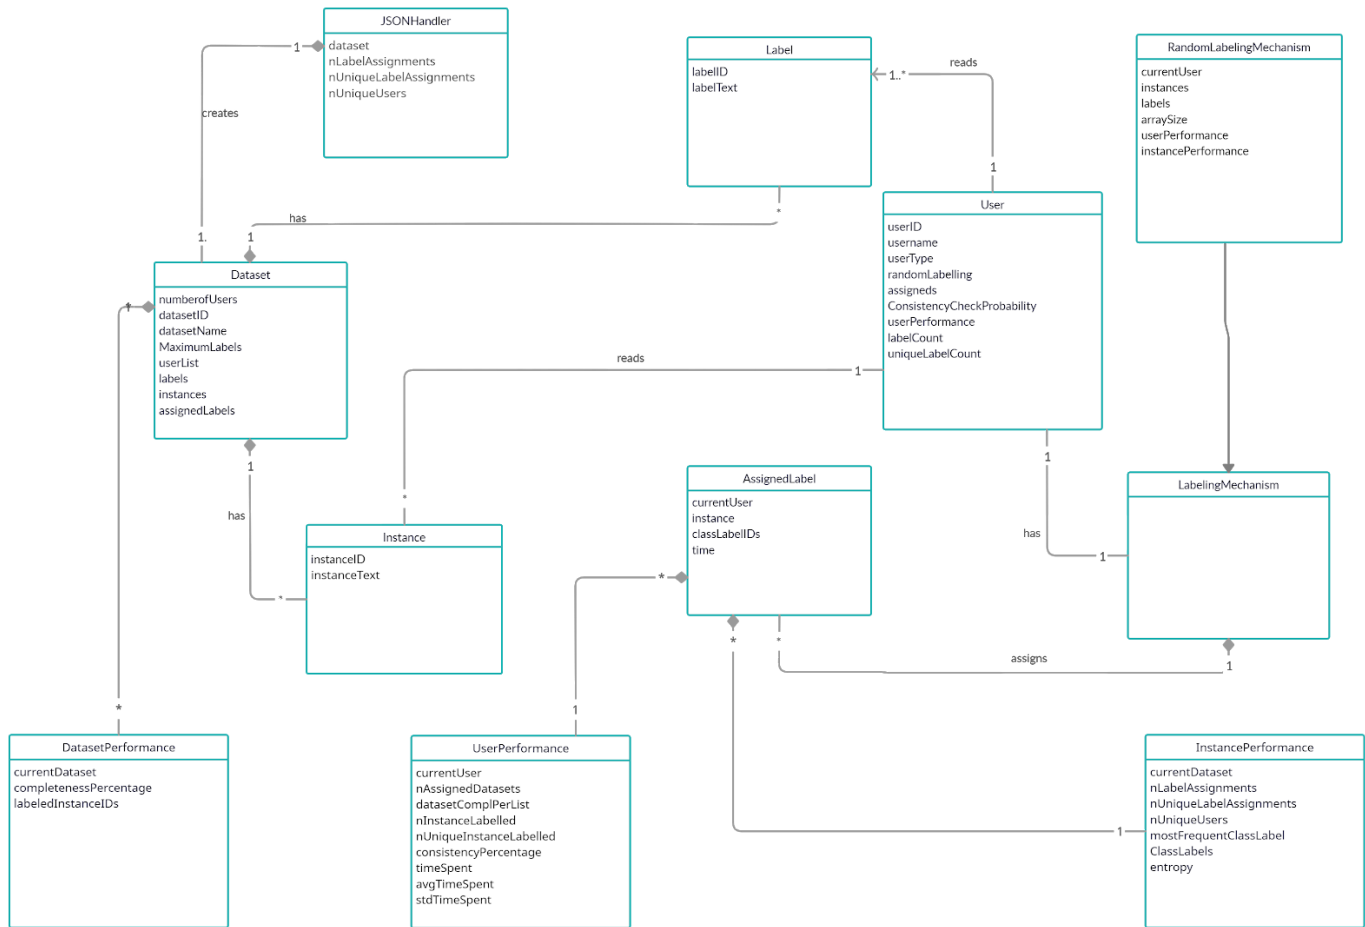 JSONHandler
dataset
nLabelAssignments
nUniqueLabelAssignments
nUniqueUsers
1
creates
1.
Label
labelID
labelText
1..*
reads
1
RandomLabelingMechanism
currentUser
instances
labels
arraySize
userPerformance
instancePerformance
has
*
1
User
userID
username
userType
randomLabelling
assigneds
ConsistencyCheckProbability
userPerformance
labelCount
uniqueLabelCount
Dataset
numberofUsers
datasetID
datasetName
MaximumLabels
userList
labels
instances
assignedLabels
reads
1
*
1
has
*
Instance
instanceID
instanceText
AssignedLabel
currentUser
instance
classLabelIDs
time
1
has
1
LabelingMechanism
*
1
*
*
assigns
1
1
*
DatasetPerformance
currentDataset
completenessPercentage
labeledInstanceIDs
UserPerformance
currentUser
nAssignedDatasets
datasetComplPerList
nInstanceLabelled
nUniqueInstanceLabelled
consistencyPercentage
timeSpent
avgTimeSpent
stdTimeSpent
InstancePerformance
currentDataset
nLabelAssignments
nUniqueLabelAssignments
nUniqueUsers
mostFrequentClassLabel
ClassLabels
entropy